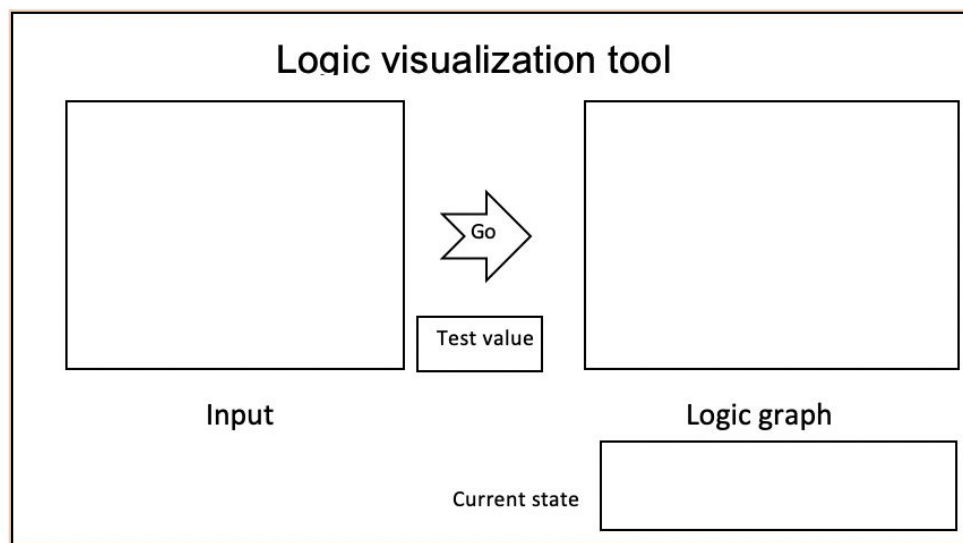 Logic visualization tool
Go
Test value
Input
Logic graph
Current state